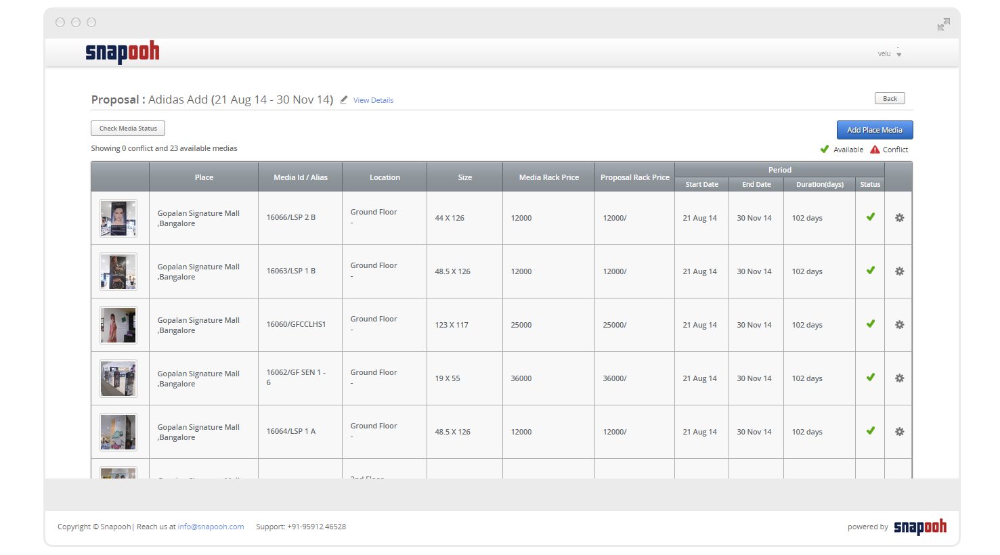 snapooh
velu
Proposal : Adidas Add (21 Aug 14 - 30 Nov 14) View Details
Back
Check Media Status
Add Place Media
Showing 0 conflict and 23 available medias
Available Conflict
Place Media Id / Alias Location Size Media Rack Price Proposal Rack Price Period
Start Date End Date Duration(days) Status
Gopalan Signature Mall ,Bangalore 16066/LSP 2 B Ground Floor - 44 X 126 12000 12000/ 21 Aug 14 30 Nov 14 102 days
Gopalan Signature Mall ,Bangalore 16063/LSP 1 B Ground Floor - 48.5 X 126 12000 12000/ 21 Aug 14 30 Nov 14 102 days
Gopalan Signature Mall ,Bangalore 16060/GFCCLHS1 Ground Floor - 123 X 117 25000 25000/ 21 Aug 14 30 Nov 14 102 days
Gopalan Signature Mall ,Bangalore 16062/GF SEN 1 - 6 Ground Floor - 19 X 55 36000 36000/ 21 Aug 14 30 Nov 14 102 days
Gopalan Signature Mall ,Bangalore 16064/LSP 1 A Ground Floor - 48.5 X 126 12000 12000/ 21 Aug 14 30 Nov 14 102 days
Copyright © Snapooh| Reach us at info@snapooh.com Support: +91-95912 46528
powered by snapooh